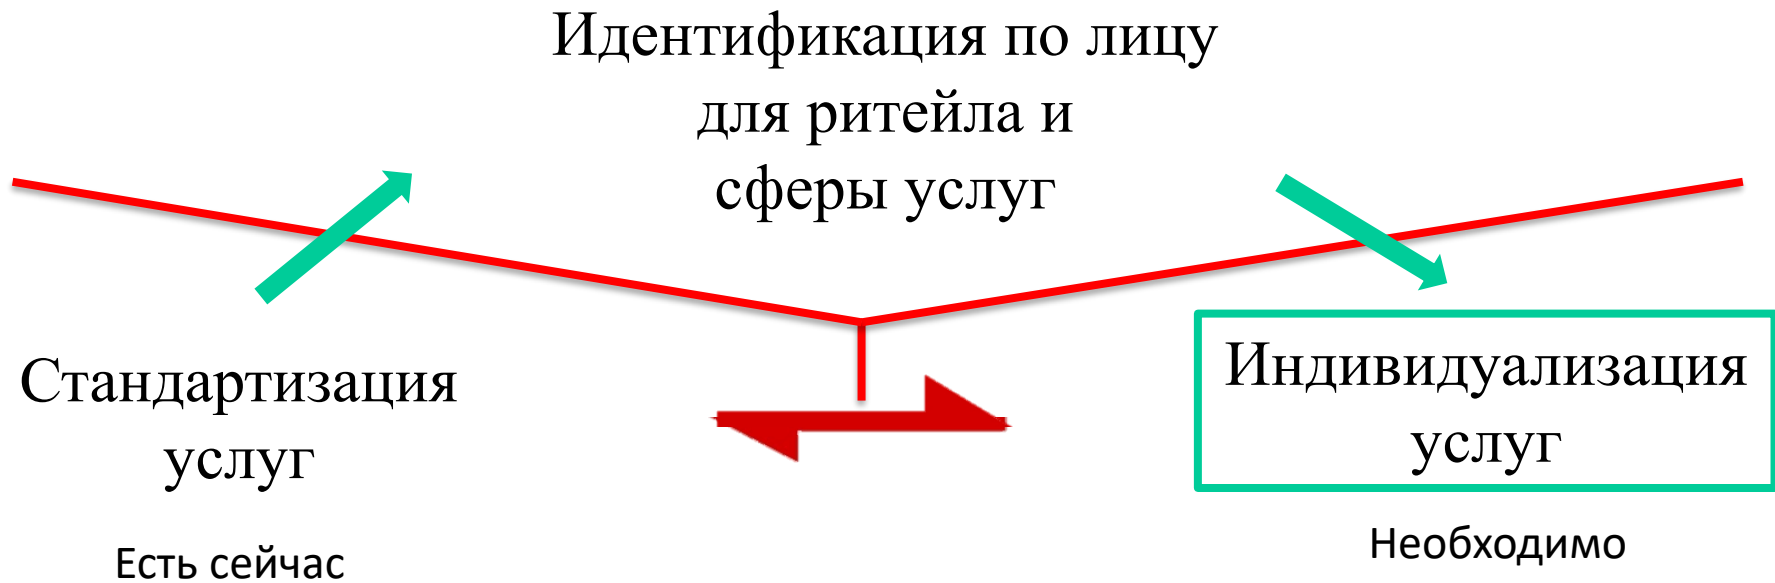 Идентификация по лицу
для ритейла и
сферы услуг
Стандартизация
услуг
Есть сейчас
Индивидуализация
услуг
Необходимо